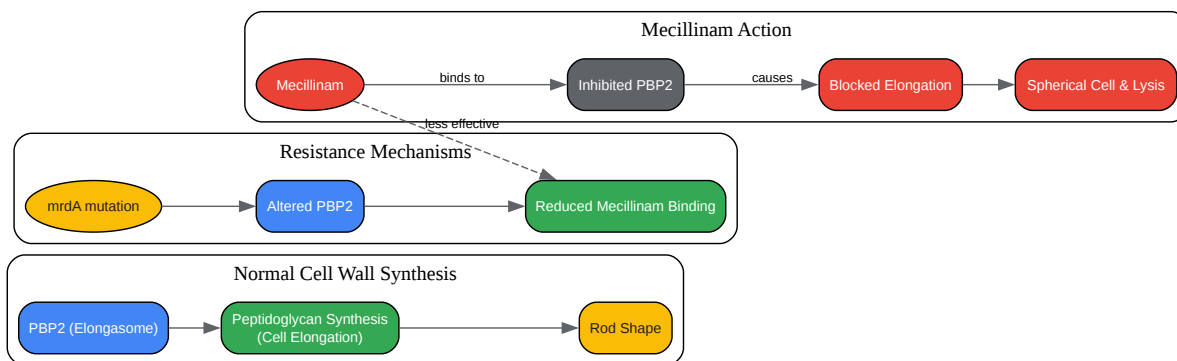 Mecillinam Action
Mecillinam
binds to
Inhibited PBP2
causes
Blocked Elongation
Spherical Cell & Lysis
less effective
Resistance Mechanisms
mrdA mutation
Altered PBP2
Reduced Mecillinam Binding
Normal Cell Wall Synthesis
PBP2 (Elongasome)
Peptidoglycan Synthesis
(Cell Elongation)
Rod Shape